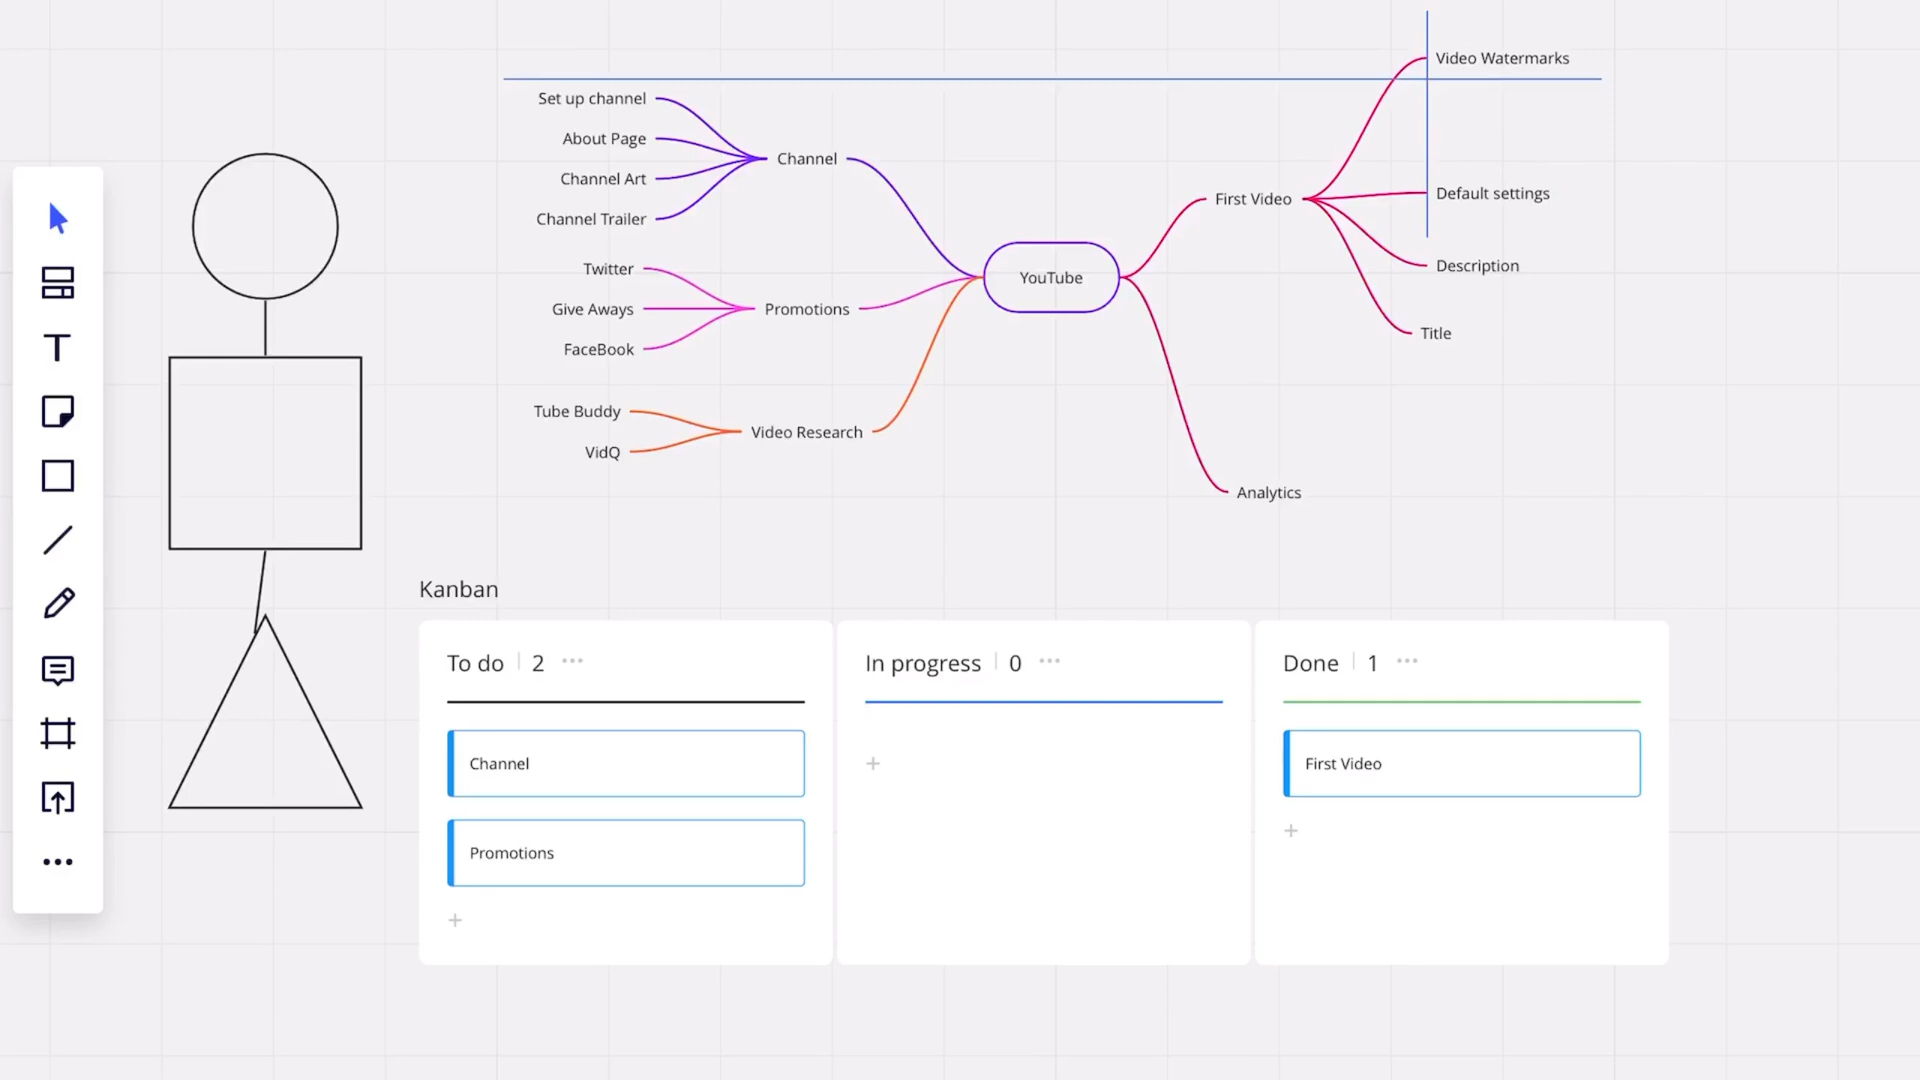 Video Watermarks
Set up channel
About Page
Channel
Channel Art
Default settings
First Video
Channel Trailer
Description
Twitter
YouTube
Give Aways
Promotions
Title
FaceBook
Tube Buddy
Video Research
VidQ
Analytics
Kanban
To do 2
In progress 0
Done 1
Channel
First Video
Promotions
T